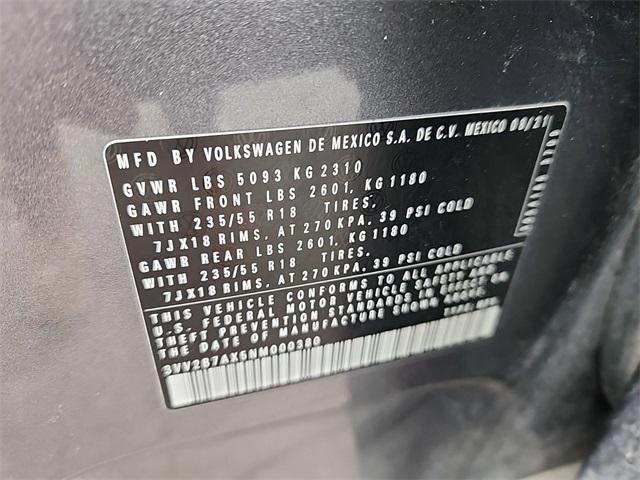 MFD BY VOLKSWAGEN DE MEXICO S.A. DE C.V. MEXICO 08/21
GVWR LBS 5093 KG 2310
GAWR FRONT LBS 2601, KG 1180
WITH 235/55 R18 TIRES,
7JX18 RIMS, AT 270 KPA, 39 PSI COLD
GAWR REAR LBS 2601, KG 1180
WITH 235/55 R18 TIRES,
7JX18 RIMS, AT 270 KPA, 39 PSI COLD
THIS VEHICLE CONFORMS TO ALL APPLICABLE
U.S. FEDERAL MOTOR VEHICLE SAFETY AND
THEFT PREVENTION STANDARDS IN EFFECT ON
THE DATE OF MANUFACTURE SHOWN ABOVE.
3VV2B7AX5NM000380